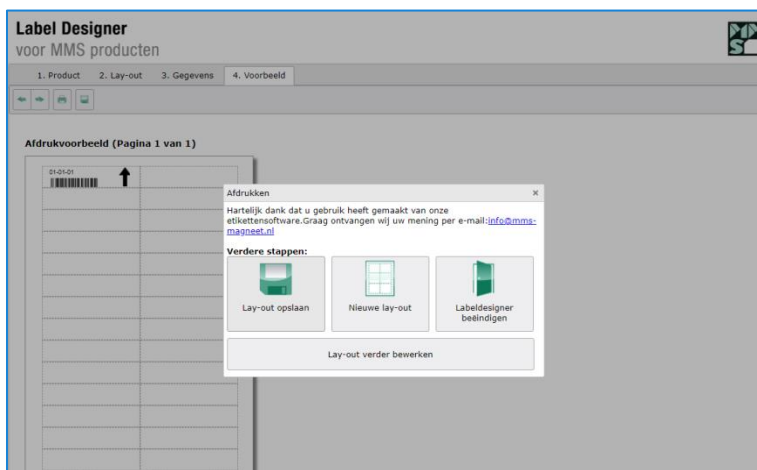 Label Designer
voor MMS producten
MMS
1. Product 2. Lay-out 3. Gegevens 4. Voorbeeld
Afdrukvoorbeeld (Pagina 1 van 1)
01-01-01
Afdrukken ×
Hartelijk dank dat u gebruik heeft gemaakt van onze
etikettensoftware.Graag ontvangen wij uw mening per e-mail:info@mms-
magneet.nl
Verdere stappen:
Lay-out opslaan Nieuwe lay-out Labeldesigner
beëindigen
Lay-out verder bewerken